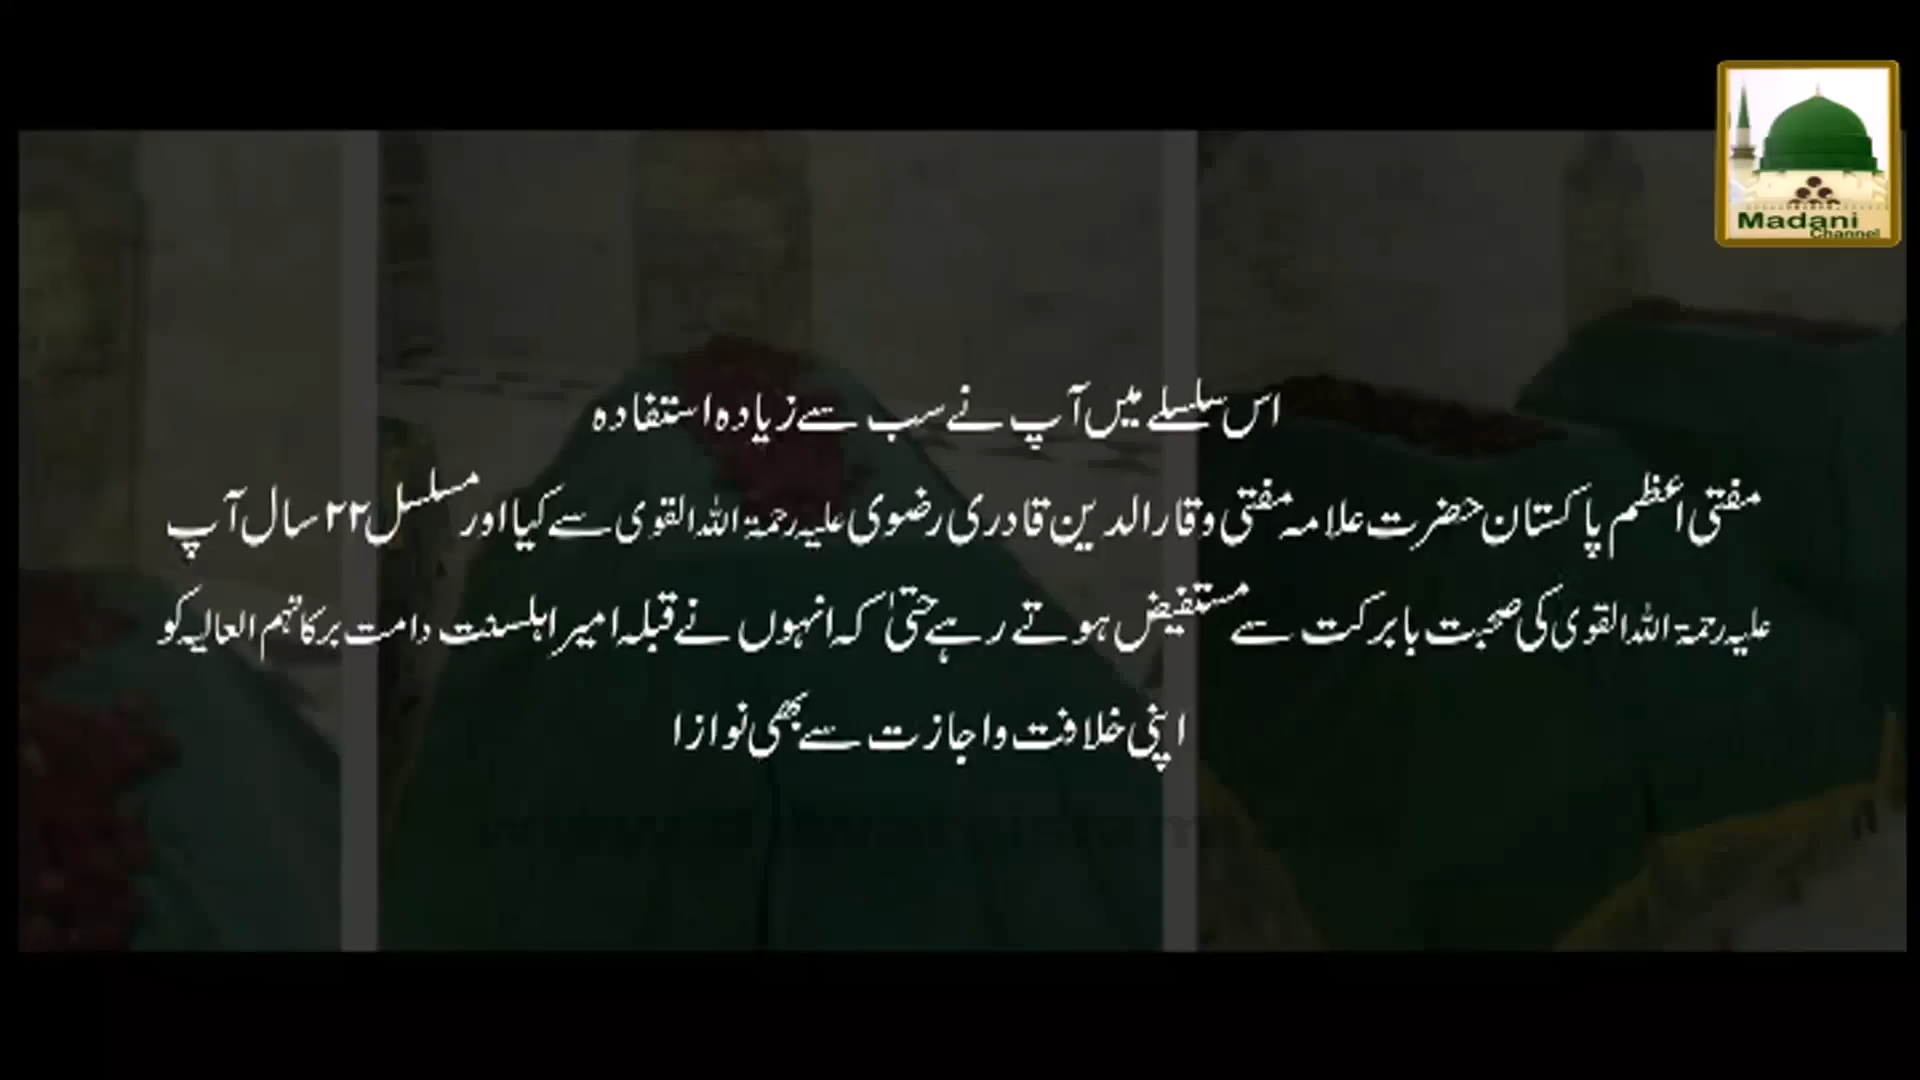 Madani
Channel
اس سلسلے میں آپ نے سب سے زیادہ استفادہ
مفتی اعظم پاکستان حضرت علامہ مفتی وقار الدین قادری رضوی علیہ رحمۃ اللہ القوی سے کیا اور مسلسل ۲۲ سال آپ
علیہ رحمۃ اللہ القوی کی صحبت بابرکت سے مستفیض ہوتے رہے حتیٰ کہ انہوں نے قبلہ امیر اہلسنت دامت برکاتہم العالیہ کو
اپنی خلافت و اجازت سے بھی نوازا